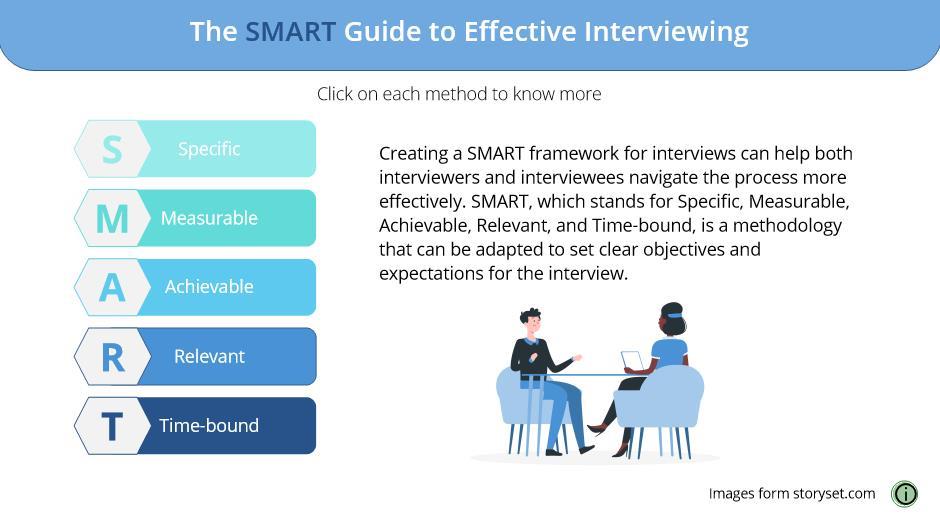 The SMART Guide to Effective Interviewing
Click on each method to know more
S Specific
M Measurable
A Achievable
R Relevant
T Time-bound
Creating a SMART framework for interviews can help both
interviewers and interviewees navigate the process more
effectively. SMART, which stands for Specific, Measurable,
Achievable, Relevant, and Time-bound, is a methodology
that can be adapted to set clear objectives and
expectations for the interview.
Images form storyset.com
i